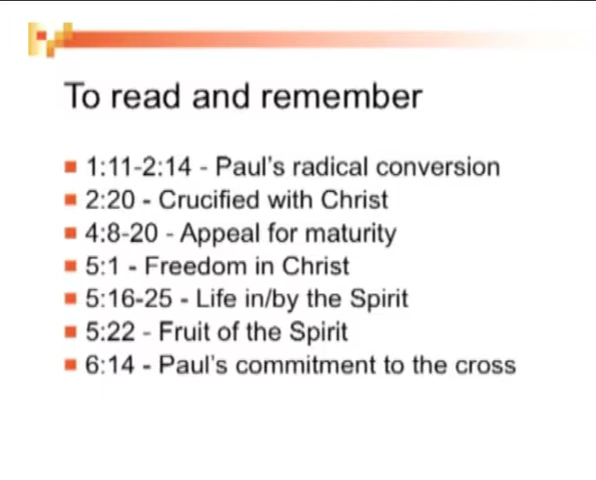 To read and remember
1:11-2:14 - Paul's radical conversion
2:20 - Crucified with Christ
4:8-20 - Appeal for maturity
5:1 - Freedom in Christ
5:16-25 - Life in/by the Spirit
5:22 - Fruit of the Spirit
6:14 - Paul's commitment to the cross